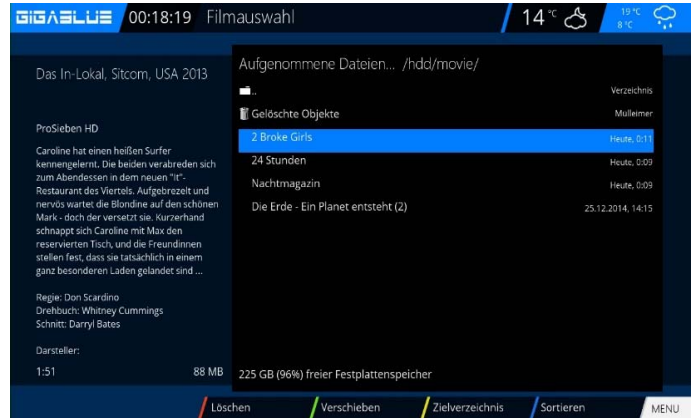 GIGABLUE 00:18:19 Filmauswahl 14 °C 19 °C
8 °C
Das In-Lokal, Sitcom, USA 2013
ProSieben HD
Caroline hat einen heißen Surfer
kennengelernt. Die beiden verabreden sich
zum Abendessen in dem neuen "It"-
Restaurant des Viertels. Aufgebrezelt und
nervös wartet die Blondine auf den schönen
Mark - doch der versetzt sie. Kurzerhand
schnappt sich Caroline mit Max den
reservierten Tisch, und die Freundinnen
stellen fest, dass sie tatsächlich in einem
ganz besonderen Laden gelandet sind ...
Regie: Don Scardino
Drehbuch: Whitney Cummings
Schnitt: Darryl Bates
Darsteller:
1:51 88 MB
Aufgenommene Dateien... /hdd/movie/
.. Verzeichnis
Gelöschte Objekte Mülleimer
2 Broke Girls Heute, 0:11
24 Stunden Heute, 0:09
Nachtmagazin Heute, 0:09
Die Erde - Ein Planet entsteht (2) 25.12.2014, 14:15
225 GB (96%) freier Festplattenspeicher
Löschen Verschieben Zielverzeichnis Sortieren MENU